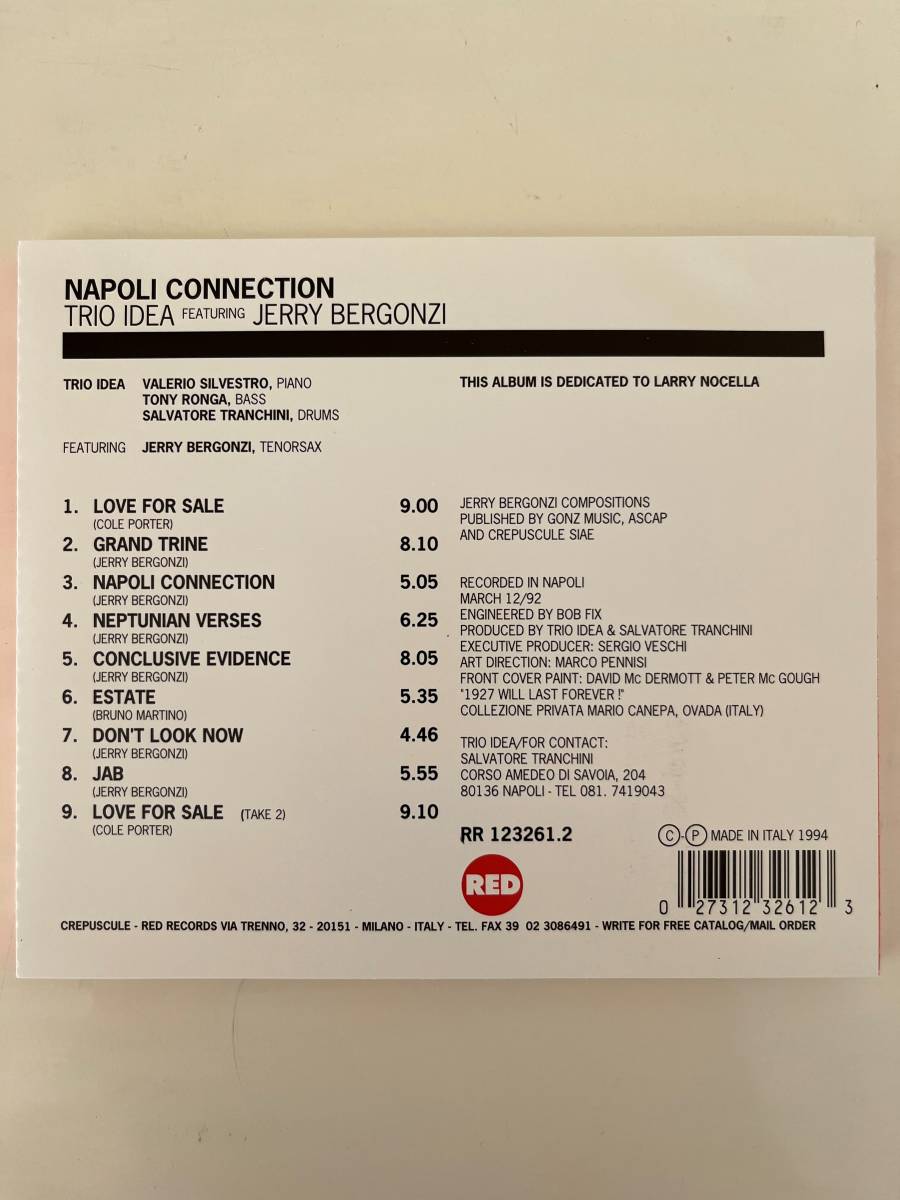 NAPOLI CONNECTION
TRIO IDEA FEATURING JERRY BERGONZI
TRIO IDEA VALERIO SILVESTRO, PIANO
TONY RONGA, BASS
SALVATORE TRANCHINI, DRUMS
FEATURING JERRY BERGONZI, TENORSAX
THIS ALBUM IS DEDICATED TO LARRY NOCELLA
1. LOVE FOR SALE 9.00
(COLE PORTER)
2. GRAND TRINE 8.10
(JERRY BERGONZI)
3. NAPOLI CONNECTION 5.05
(JERRY BERGONZI)
4. NEPTUNIAN VERSES 6.25
(JERRY BERGONZI)
5. CONCLUSIVE EVIDENCE 8.05
(JERRY BERGONZI)
6. ESTATE 5.35
(BRUNO MARTINO)
7. DON'T LOOK NOW 4.46
(JERRY BERGONZI)
8. JAB 5.55
(JERRY BERGONZI)
9. LOVE FOR SALE (TAKE 2) 9.10
(COLE PORTER)
JERRY BERGONZI COMPOSITIONS
PUBLISHED BY GONZ MUSIC, ASCAP
AND CREPUSCULE SIAE
RECORDED IN NAPOLI
MARCH 12/92
ENGINEERED BY BOB FIX
PRODUCED BY TRIO IDEA & SALVATORE TRANCHINI
EXECUTIVE PRODUCER: SERGIO VESCHI
ART DIRECTION: MARCO PENNISI
FRONT COVER PAINT: DAVID Mc DERMOTT & PETER Mc GOUGH
"1927 WILL LAST FOREVER !"
COLLEZIONE PRIVATA MARIO CANEPA, OVADA (ITALY)
TRIO IDEA/FOR CONTACT:
SALVATORE TRANCHINI
CORSO AMEDEO DI SAVOIA, 204
80136 NAPOLI - TEL 081. 7419043
RR 123261.2
Ⓒ-Ⓟ MADE IN ITALY 1994
RED
0 27312 32612 3
CREPUSCULE - RED RECORDS VIA TRENNO, 32 - 20151 - MILANO - ITALY - TEL. FAX 39 02 3086491 - WRITE FOR FREE CATALOG/MAIL ORDER